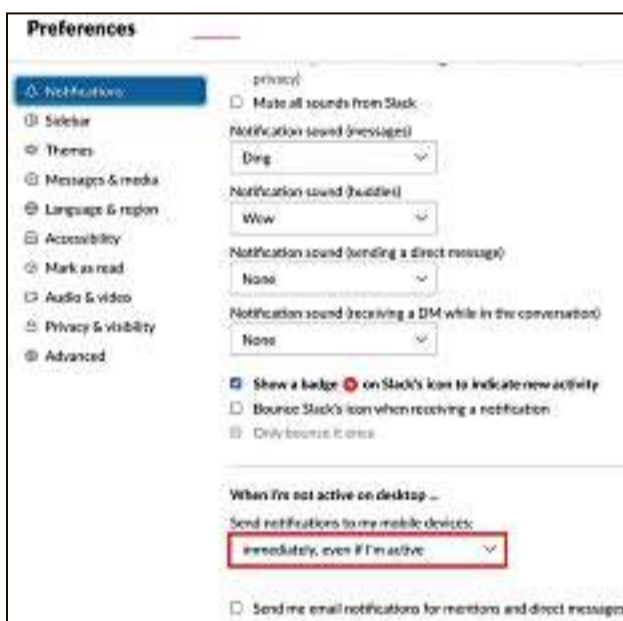 Preferences
Notifications
Sidebar
Themes
Messages & media
Language & region
Accessibility
Mark as read
Audio & video
Privacy & visibility
Advanced
privacy)
Mute all sounds from Slack
Notification sound (messages)
Ding
Notification sound (huddles)
Wow
Notification sound (sending a direct message)
None
Notification sound (receiving a DM while in the conversation)
None
Show a badge on Slack's icon to indicate new activity
Bounce Slack's icon when receiving a notification
Only bounce it once
When I'm not active on desktop ...
Send notifications to my mobile devices:
immediately, even if I'm active
Send me email notifications for mentions and direct messages